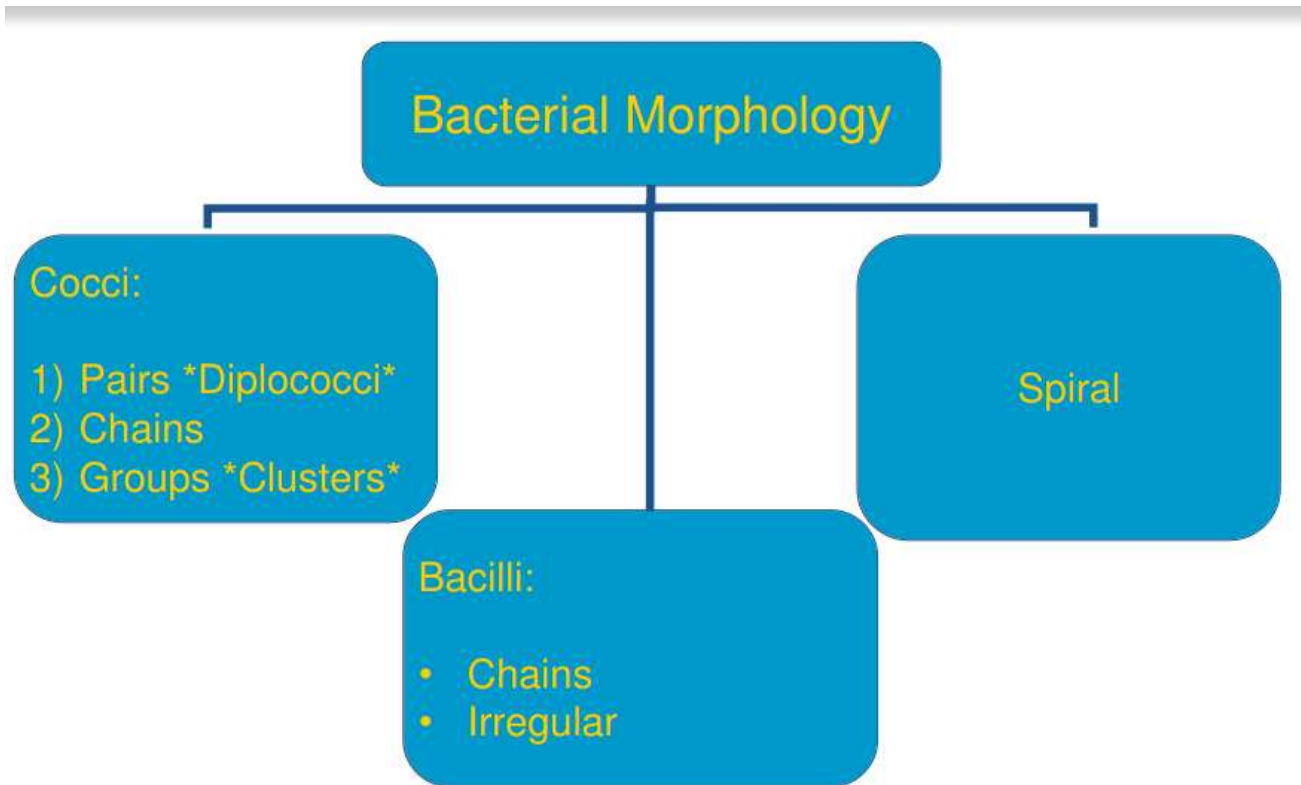 Bacterial Morphology
Cocci:
1) Pairs *Diplococci*
2) Chains
3) Groups *Clusters*
Spiral
Bacilli:
• Chains
• Irregular